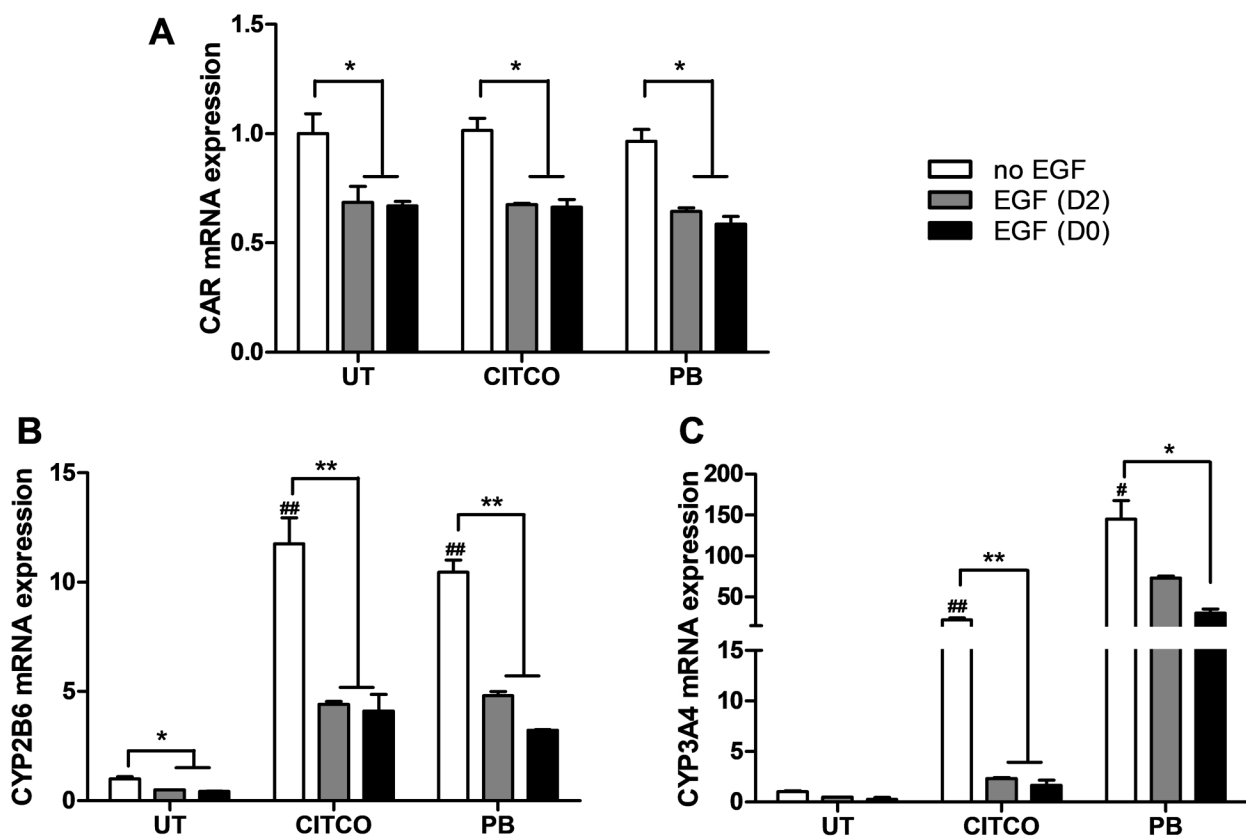 A
CAR mRNA expression
1.5
1.0
0.5
0.0
*
*
*
UT
CITCO
PB
no EGF
EGF (D2)
EGF (D0)
B
CYP2B6 mRNA expression
15
10
5
0
*
##
**
##
**
UT
CITCO
PB
C
CYP3A4 mRNA expression
200
150
100
50
15
10
5
0
##
**
#
*
UT
CITCO
PB